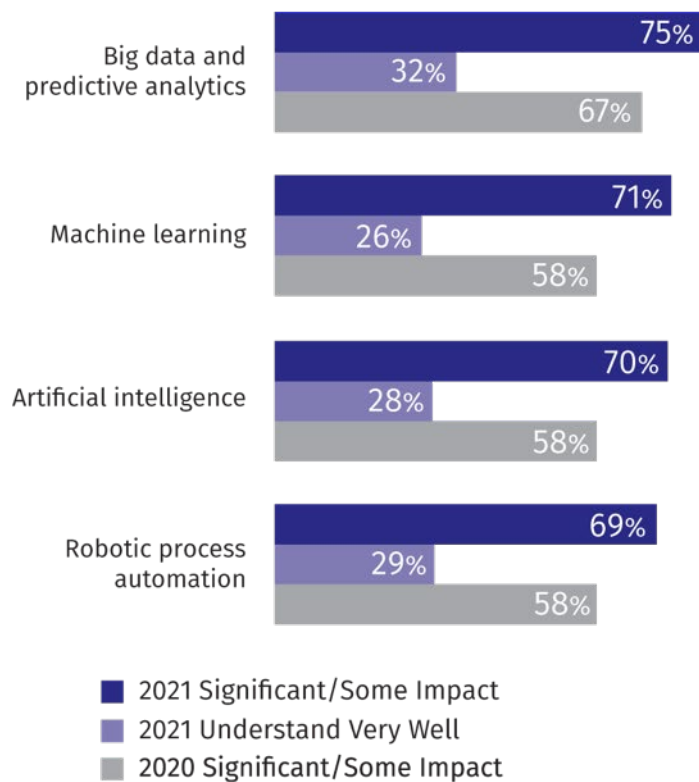 Big data and
predictive analytics
75%
32%
67%
Machine learning
71%
26%
58%
Artificial intelligence
70%
28%
58%
Robotic process
automation
69%
29%
58%
2021 Significant/Some Impact
2021 Understand Very Well
2020 Significant/Some Impact